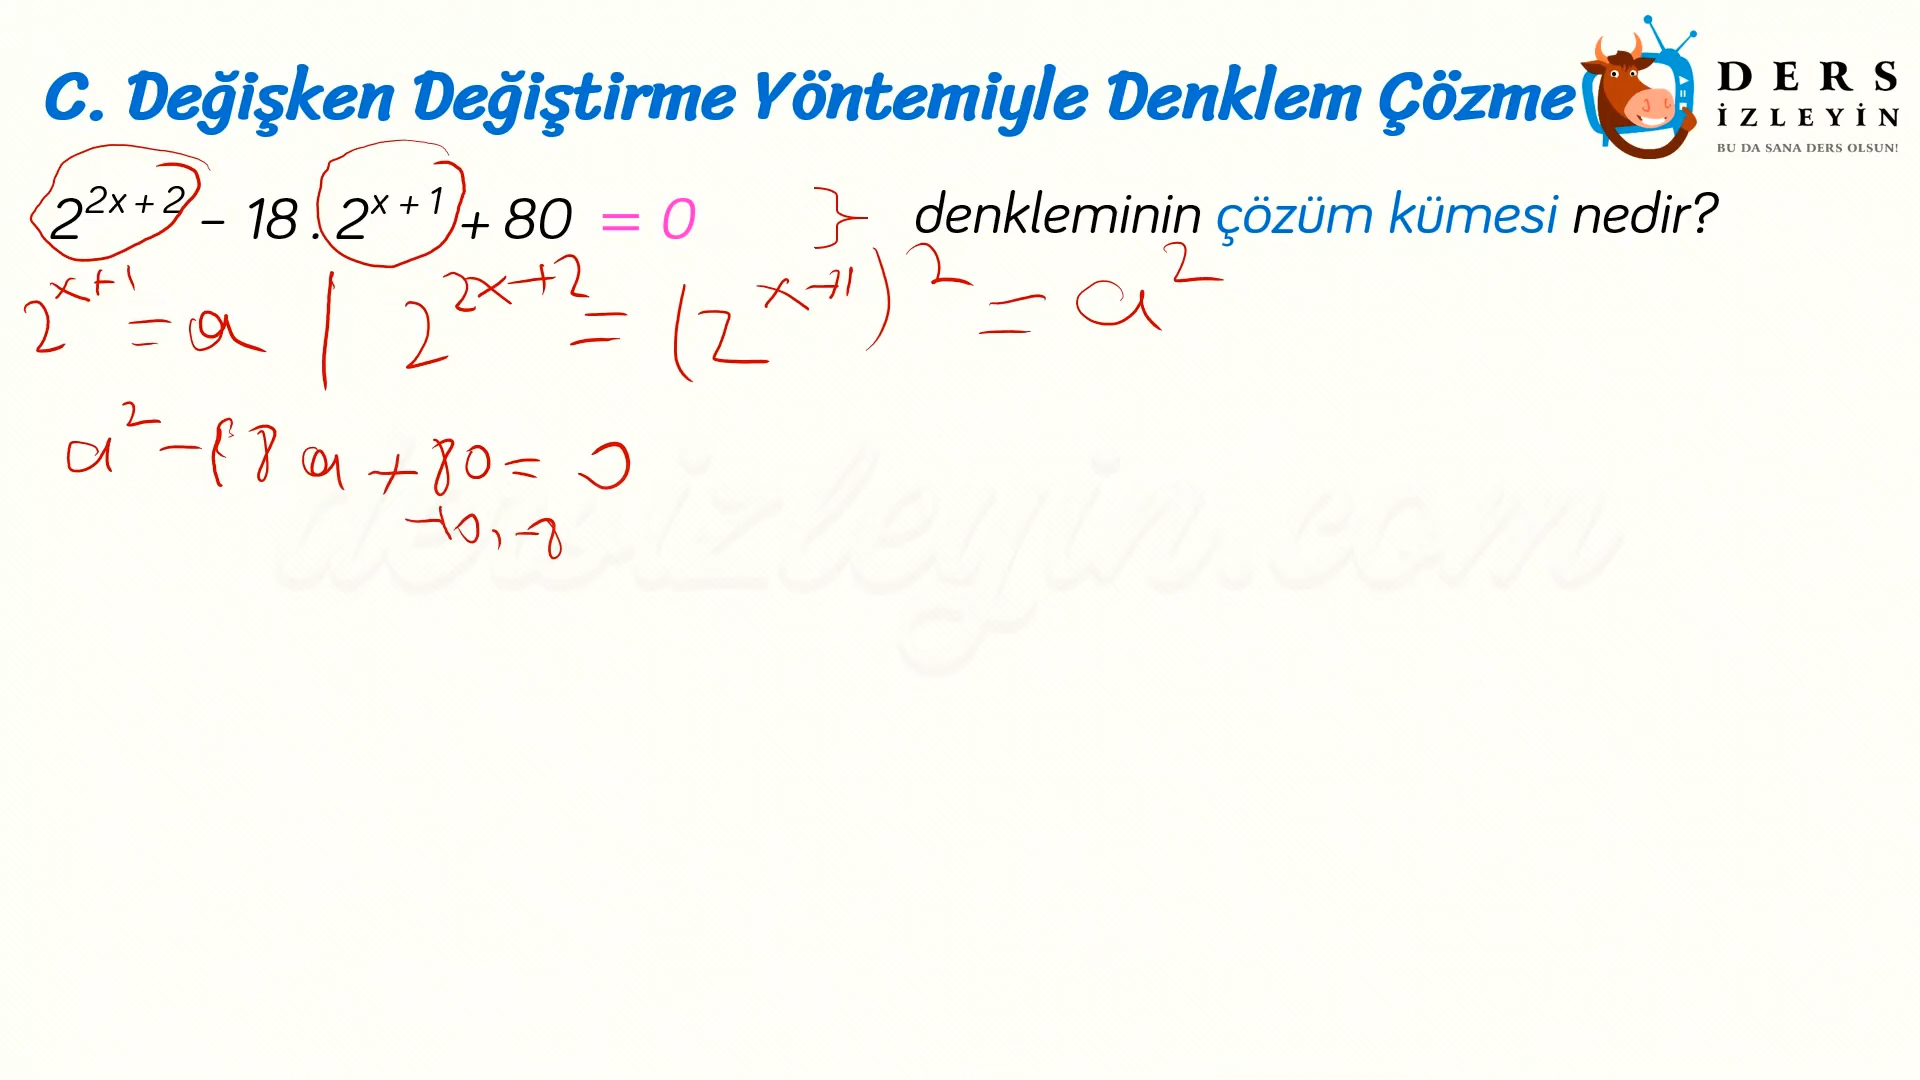 C. Değişken Değiştirme Yöntemiyle Denklem Çözme
DERS
İZLEYİN
BU DA SANA DERS OLSUN!
2^{2x+2} - 18 . 2^{x+1} + 80 = 0 } denkleminin çözüm kümesi nedir?
2^{x+1} = a | 2^{2x+2} = (2^{x+1})^2 = a^2
a^2 - 18a + 80 = 0
-10, -8
dersizleyin.com